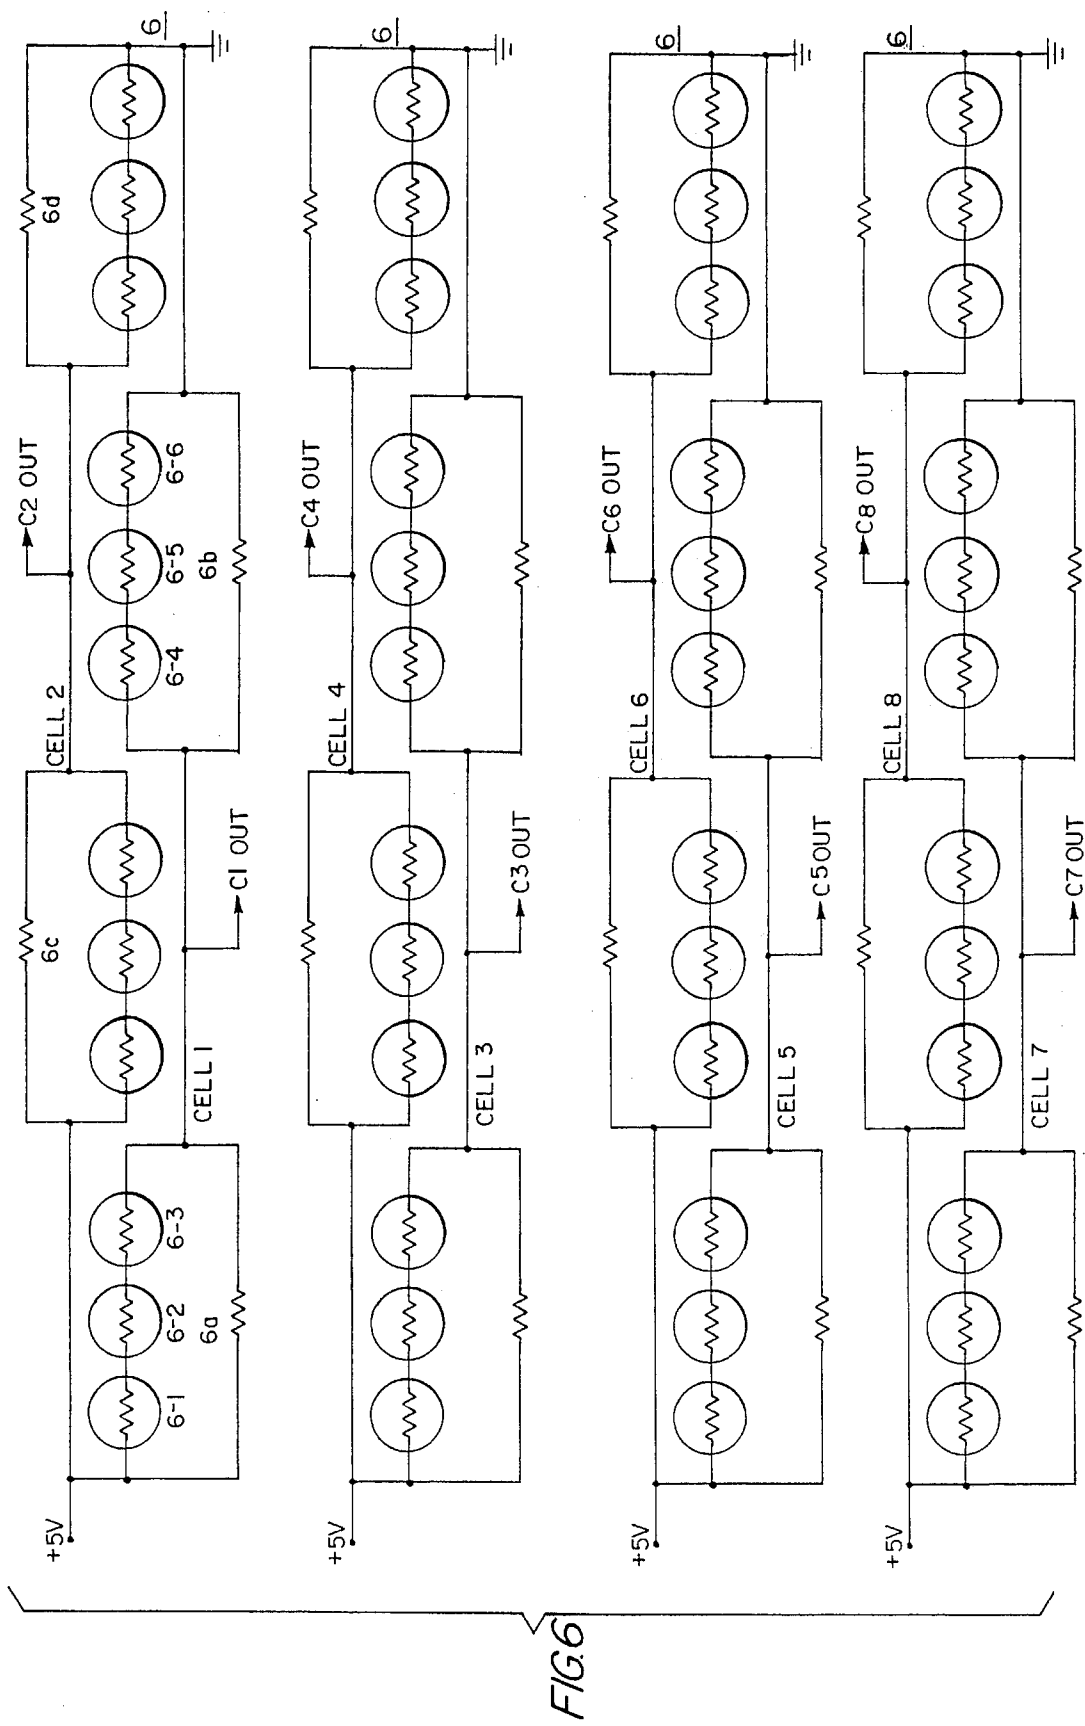 6
6d
C2 OUT
CELL 2
6-6
6-5
6b
6-4
6c
C1 OUT
CELL 1
6-3
6-2
6a
6-1
+5V
6
C4 OUT
CELL 4
C3 OUT
CELL 3
+5V
6
C6 OUT
CELL 6
C5 OUT
CELL 5
+5V
6
C8 OUT
CELL 8
C7 OUT
CELL 7
+5V
FIG.6